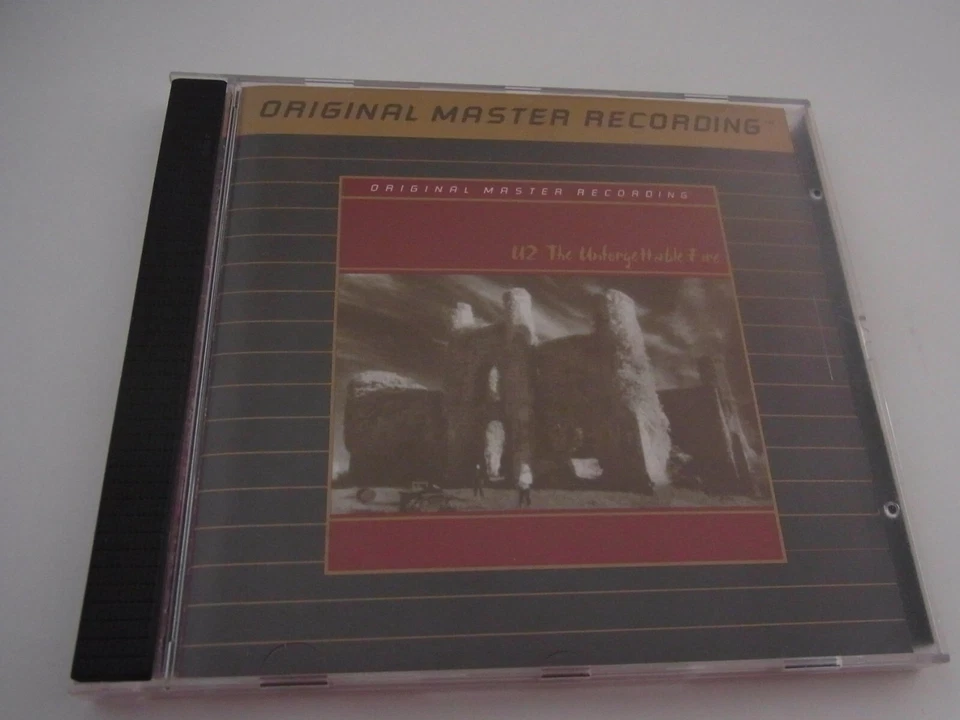 ORIGINAL MASTER RECORDING™
ORIGINAL MASTER RECORDING
U2 The Unforgettable Fire